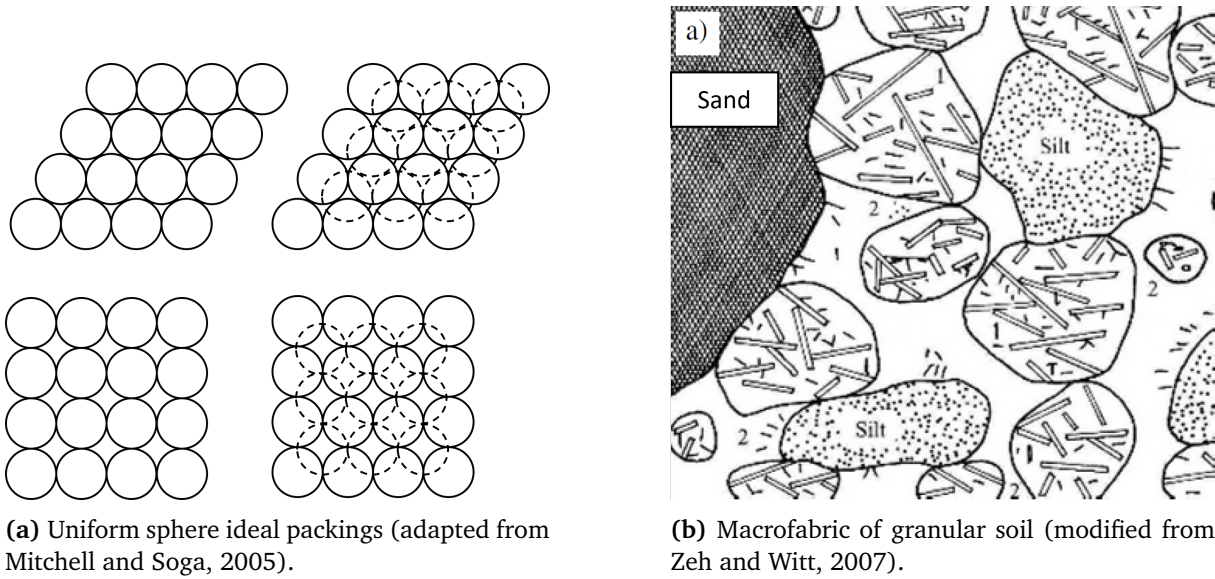 a)
Sand
1
Silt
2
2
1
2
Silt
2
(a) Uniform sphere ideal packings (adapted from
Mitchell and Soga, 2005).
(b) Macrofabric of granular soil (modified from
Zeh and Witt, 2007).